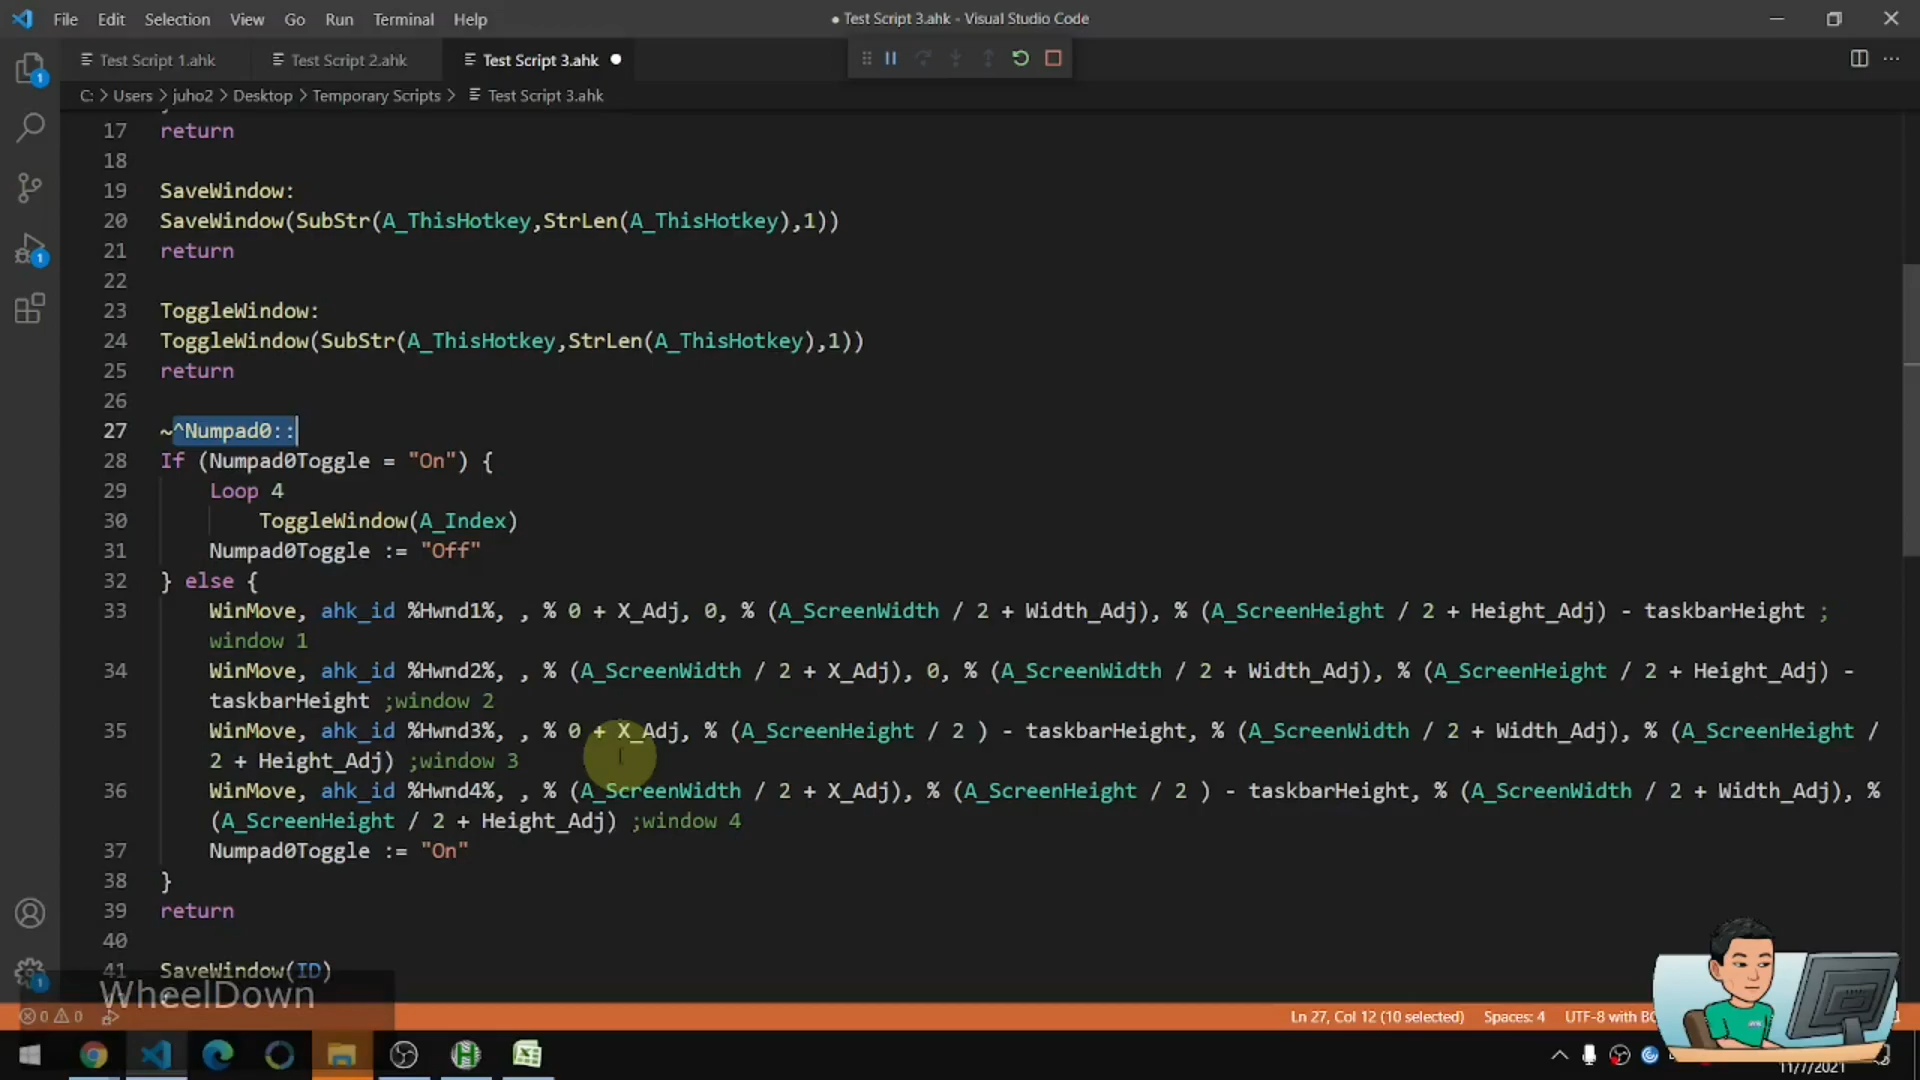 File Edit Selection View Go Run Terminal Help
● Test Script 3.ahk - Visual Studio Code
Test Script 1.ahk
Test Script 2.ahk
Test Script 3.ahk
C: > Users > juho2 > Desktop > Temporary Scripts > Test Script 3.ahk
17 return
18
19 SaveWindow:
20 SaveWindow(SubStr(A_ThisHotkey,StrLen(A_ThisHotkey),1))
21 return
22
23 ToggleWindow:
24 ToggleWindow(SubStr(A_ThisHotkey,StrLen(A_ThisHotkey),1))
25 return
26
27 ~^Numpad0::
28 If (Numpad0Toggle = "On") {
29 Loop 4
30 ToggleWindow(A_Index)
31 Numpad0Toggle := "Off"
32 } else {
33 WinMove, ahk_id %Hwnd1%, , % 0 + X_Adj, 0, % (A_ScreenWidth / 2 + Width_Adj), % (A_ScreenHeight / 2 + Height_Adj) - taskbarHeight ;
window 1
34 WinMove, ahk_id %Hwnd2%, , % (A_ScreenWidth / 2 + X_Adj), 0, % (A_ScreenWidth / 2 + Width_Adj), % (A_ScreenHeight / 2 + Height_Adj) -
taskbarHeight ;window 2
35 WinMove, ahk_id %Hwnd3%, , % 0 + X_Adj, % (A_ScreenHeight / 2 ) - taskbarHeight, % (A_ScreenWidth / 2 + Width_Adj), % (A_ScreenHeight /
2 + Height_Adj) ;window 3
36 WinMove, ahk_id %Hwnd4%, , % (A_ScreenWidth / 2 + X_Adj), % (A_ScreenHeight / 2 ) - taskbarHeight, % (A_ScreenWidth / 2 + Width_Adj), %
(A_ScreenHeight / 2 + Height_Adj) ;window 4
37 Numpad0Toggle := "On"
38 }
39 return
40
41 SaveWindow(ID)
WheelDown
0 0
Ln 27, Col 12 (10 selected) Spaces: 4 UTF-8 with
11/7/2021